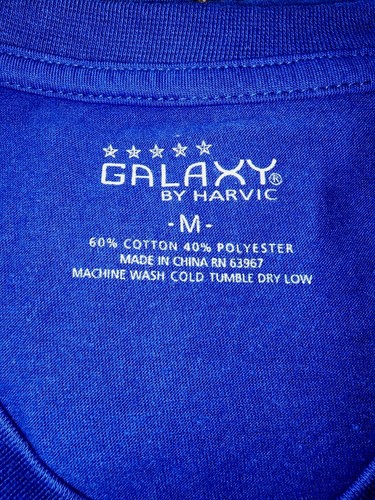 GALAXY®
BY HARVIC
-M-
60% COTTON 40% POLYESTER
MADE IN CHINA RN 63967
MACHINE WASH COLD TUMBLE DRY LOW